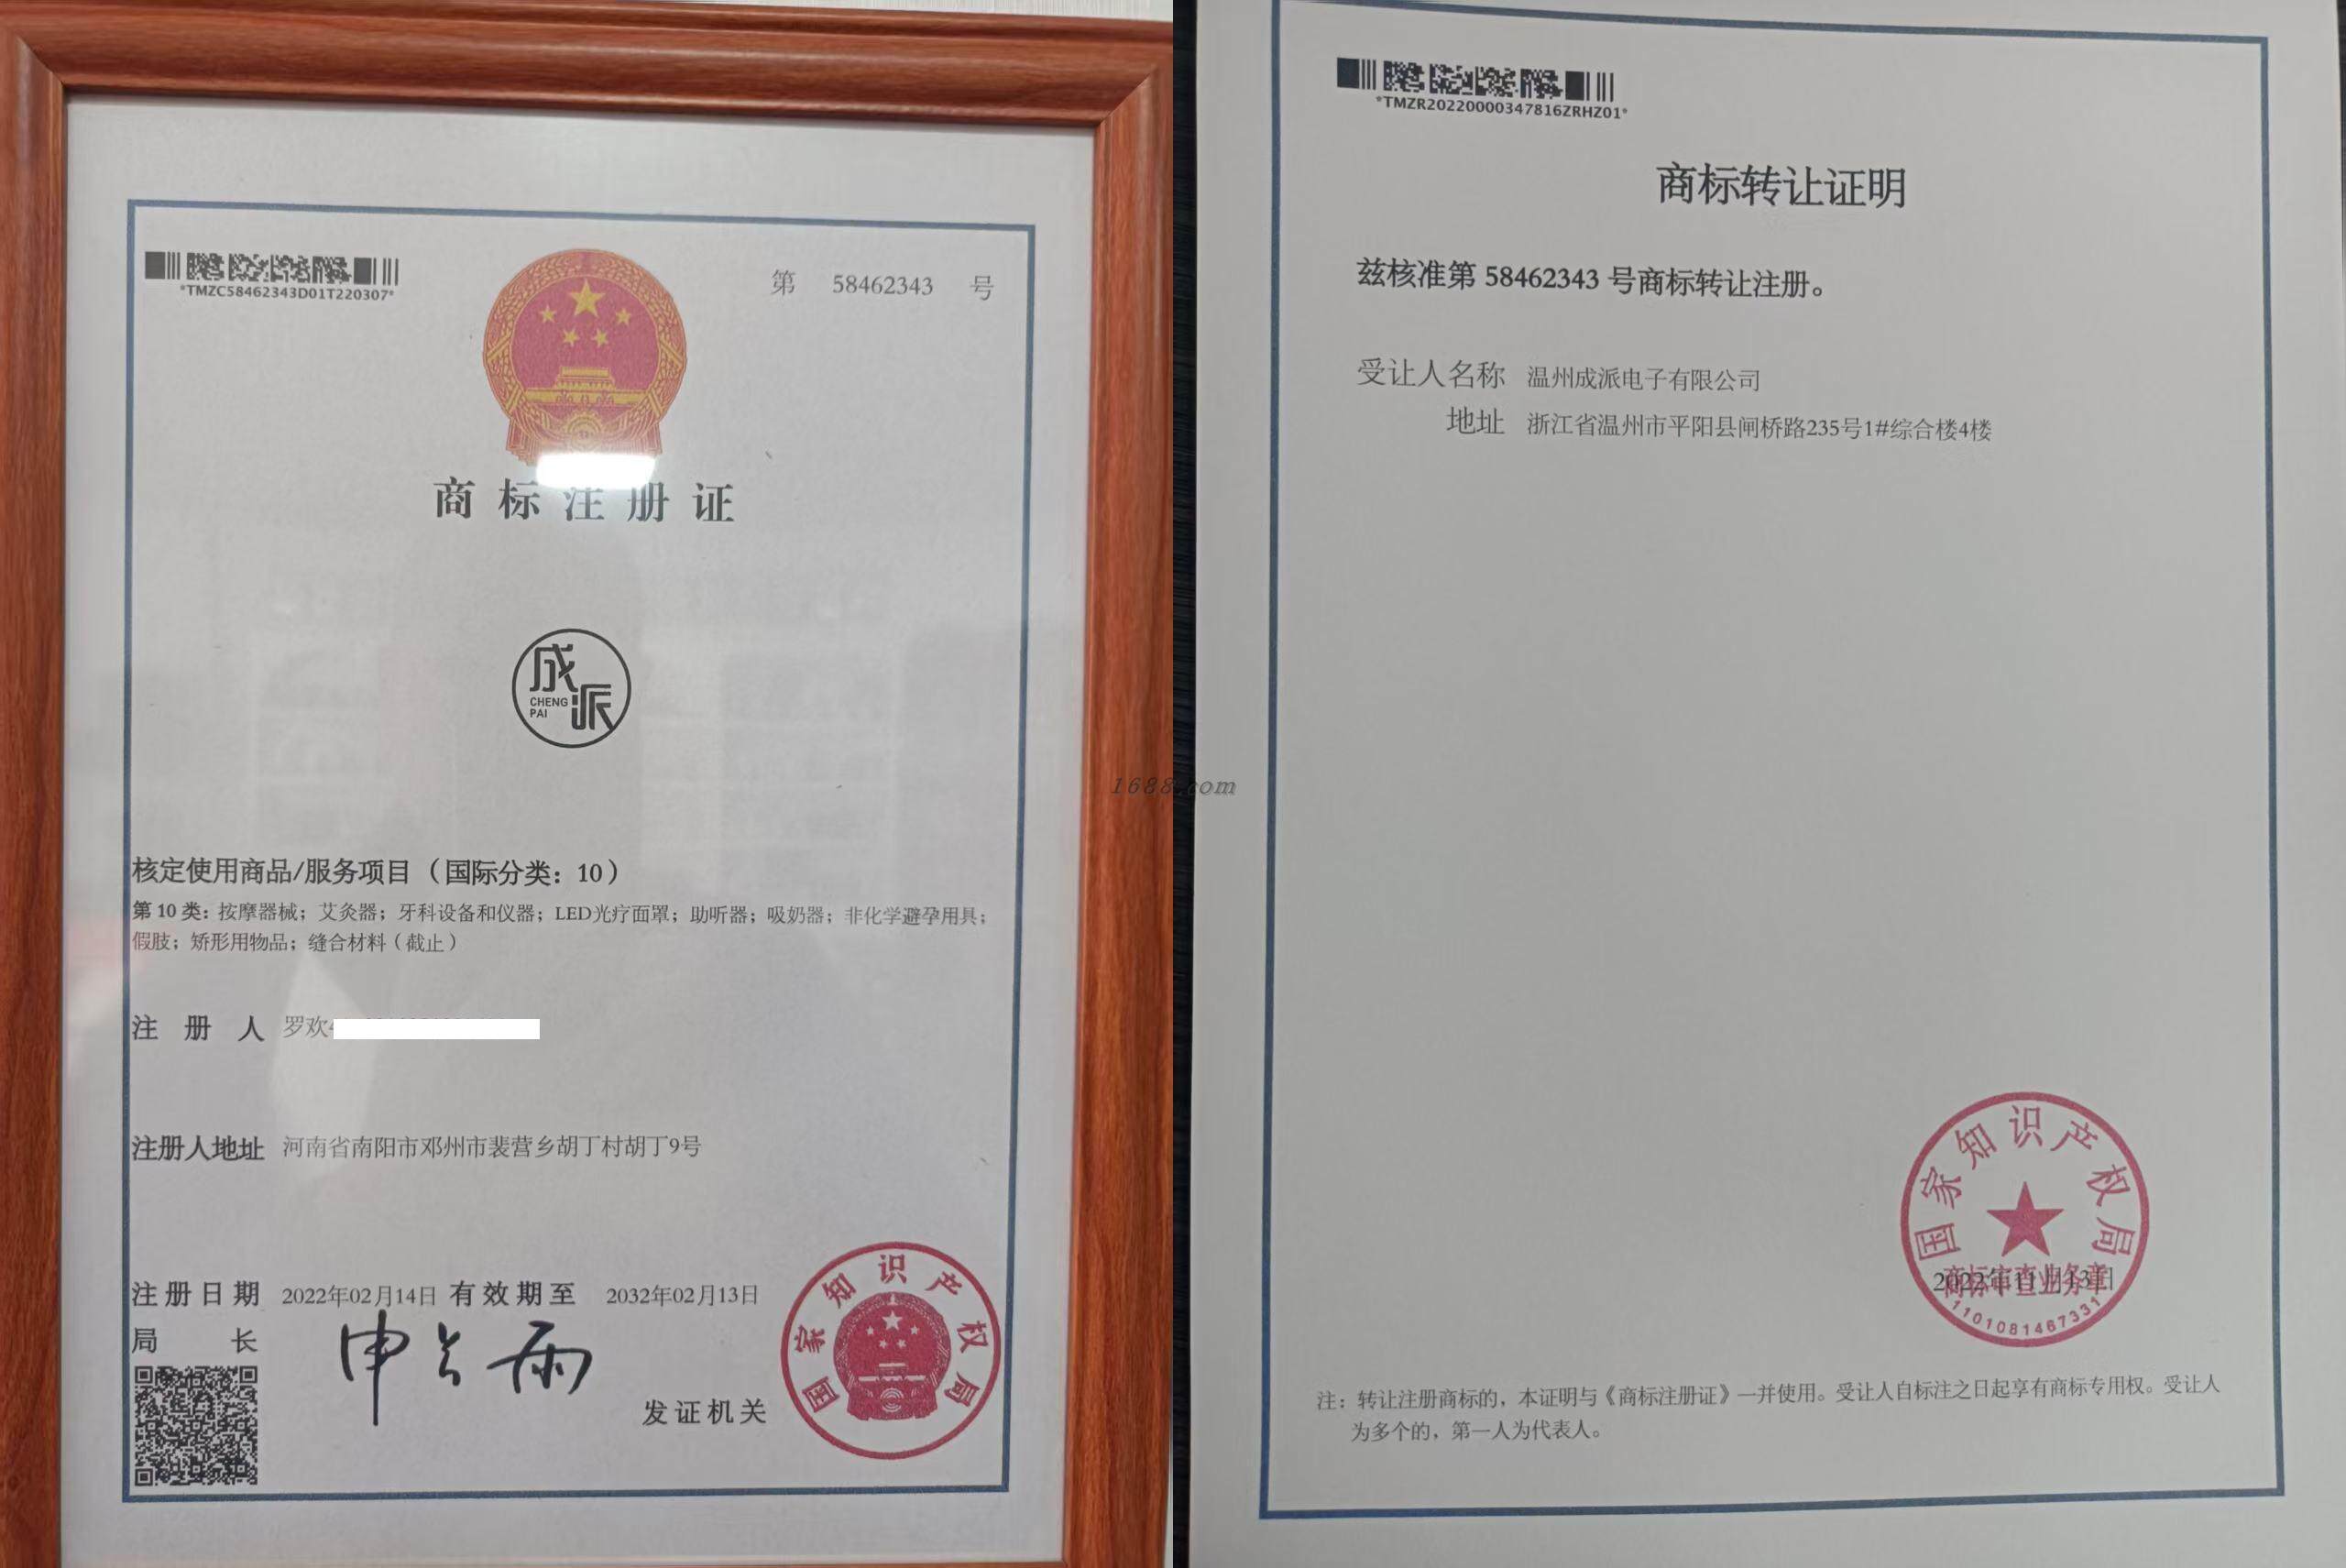 *TMZC58462343D01T220307*
第 58462343 号
商标注册证
成派
CHENG
PAI
核定使用商品/服务项目（国际分类：10）
第 10 类：按摩器械；艾灸器；牙科设备和仪器；LED光疗面罩；助听器；吸奶器；非化学避孕用具；
假肢；矫形用物品；缝合材料（截止）
注册人 罗欢
注册人地址 河南省南阳市邓州市裴营乡胡丁村胡丁9号
注册日期 2022年02月14日 有效期至 2032年02月13日
局长
申长雨
发证机关
国家知识产权局
1688.com
*TMZR20220000347816ZRHZ01*
商标转让证明
兹核准第 58462343 号商标转让注册。
受让人名称 温州成派电子有限公司
地址 浙江省温州市平阳县闸桥路235号1#综合楼4楼
国家知识产权局
商标审查业务章
2022年11月13日
1101081467331
注：转让注册商标的，本证明与《商标注册证》一并使用。受让人自标注之日起享有商标专用权。受让人
为多个的，第一人为代表人。